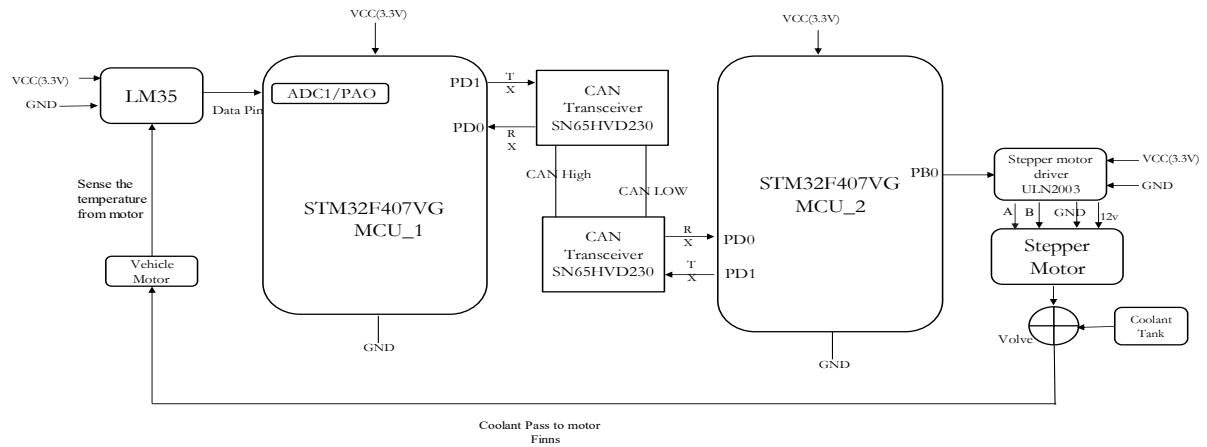 VCC(3.3V)
VCC(3.3V)
VCC(3.3V)
GND
LM35
Data Pin
ADC1/PAO
PD1
T
X
PD0
R
X
CAN
Transceiver
SN65HVD230
CAN High
CAN LOW
STM32F407VG
MCU_1
GND
CAN
Transceiver
SN65HVD230
R
X
PD0
T
X
PD1
STM32F407VG
MCU_2
PB0
GND
Stepper motor
driver
ULN2003
VCC(3.3V)
GND
A
B
GND
12v
Stepper
Motor
Volve
Coolant
Tank
Sense the
temperature
from motor
Vehicle
Motor
Coolant Pass to motor
Finns